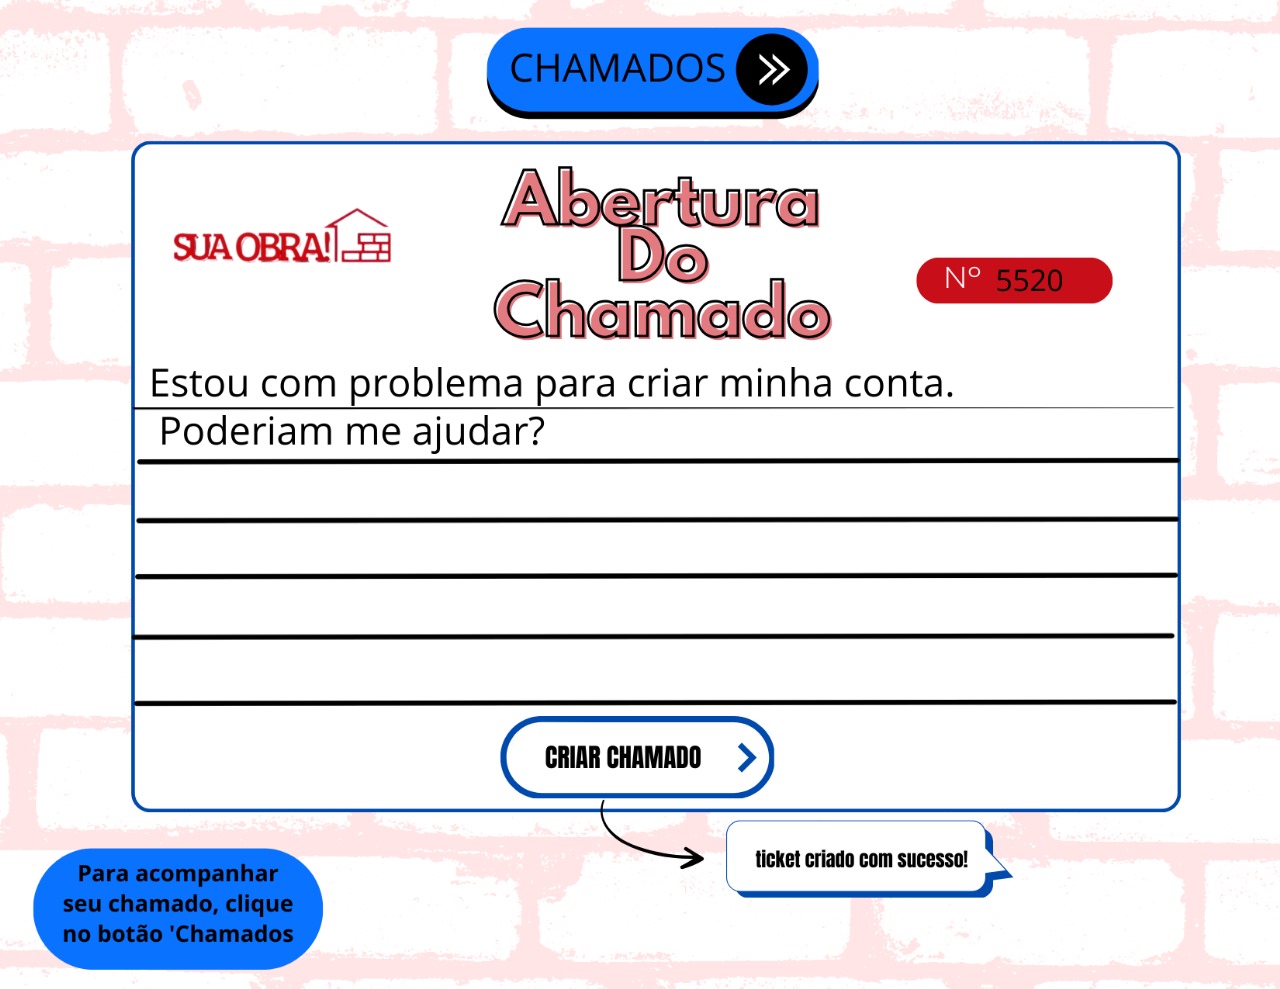 CHAMADOS
SUA OBRA!
Abertura
Do
Chamado
Nº 5520
Estou com problema para criar minha conta.
Poderiam me ajudar?
CRIAR CHAMADO
ticket criado com sucesso!
Para acompanhar
seu chamado, clique
no botão 'Chamados